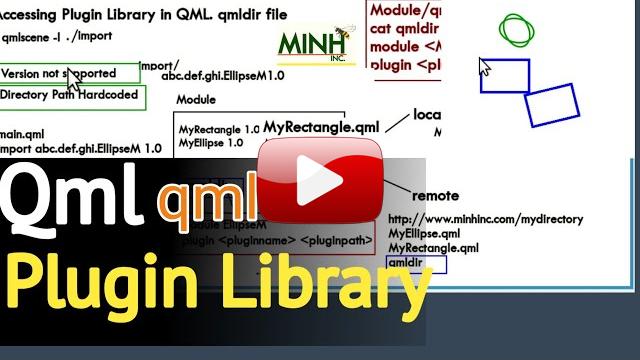 Accessing Plugin Library in QML. qmldir file
qmlscene -I ./import
Version not supported
Directory Path Hardcoded
main.qml
import abc.def.ghi.EllipseM 1.0
import/
abc.def.ghi.EllipseM1.0
Module
MyRectangle 1.0 MyRectangle.qml
MyEllipse 1.0
module EllipseM
plugin <pluginname> <pluginpath>
MINH
INC.
Module/
cat qmldir
module <
plugin <
remote
http://www.minhinc.com/mydirectory
MyEllipse.qml
MyRectangle.qml
qmldir
Qml qml
Plugin Library